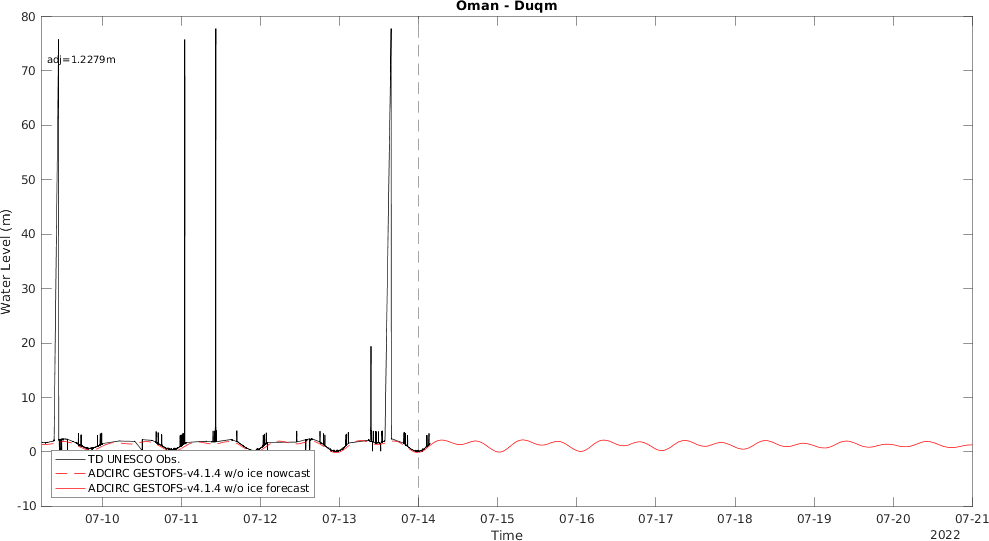 Oman - Duqm
80
adj=1.2279m
70
60
50
40
30
20
10
0
-10
Water Level (m)
TD UNESCO Obs.
ADCIRC GESTOFS-v4.1.4 w/o ice nowcast
ADCIRC GESTOFS-v4.1.4 w/o ice forecast
07-10 07-11 07-12 07-13 07-14 07-15 07-16 07-17 07-18 07-19 07-20 07-21
Time
2022